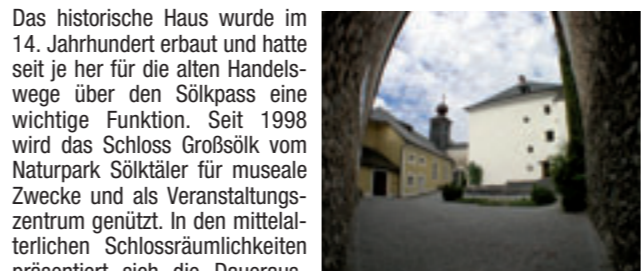 Das historische Haus wurde im
14. Jahrhundert erbaut und hatte
seit je her für die alten Handels-
wege über den Sölkpass eine
wichtige Funktion. Seit 1998
wird das Schloss Großsölk vom
Naturpark Sölktäler für museale
Zwecke und als Veranstaltungs-
zentrum genützt. In den mittelal-
terlichen Schlossräumlichkeiten
präsentiert sich die Daueraus-